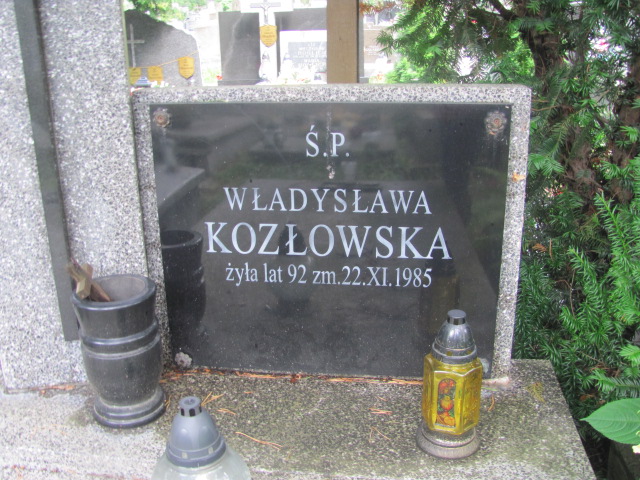 Ś.P.
WŁADYSŁAWA
KOZŁOWSKA
żyła lat 92 zm.22.XI.1985